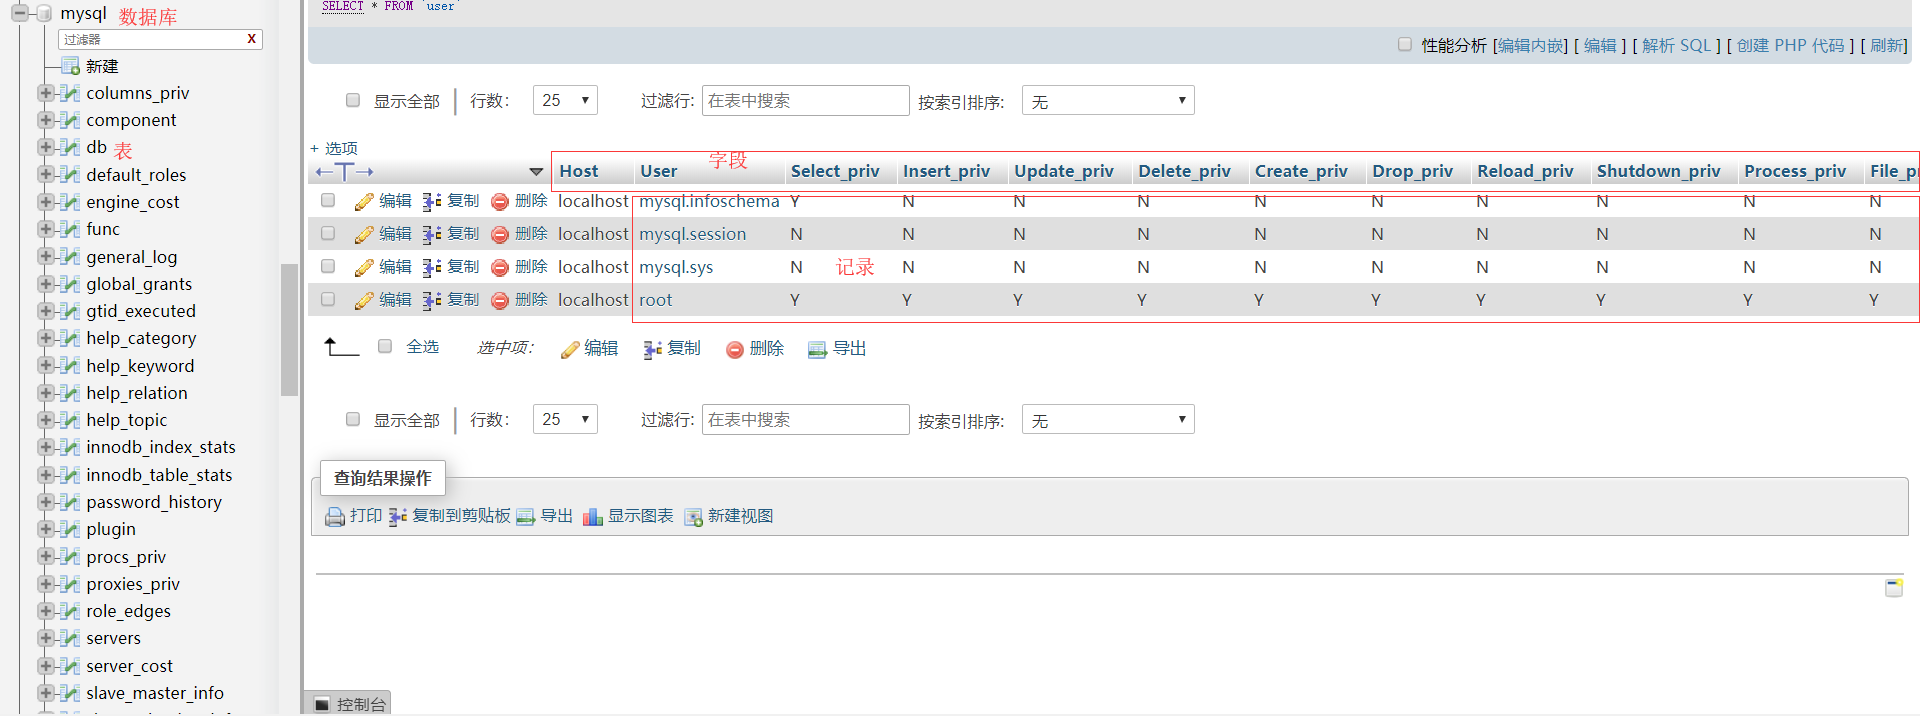 mysql 数据库
过滤器 X
新建
columns_priv
component
db 表
default_roles
engine_cost
func
general_log
global_grants
gtid_executed
help_category
help_keyword
help_relation
help_topic
innodb_index_stats
innodb_table_stats
password_history
plugin
procs_priv
proxies_priv
role_edges
servers
server_cost
slave_master_info
SELECT * FROM `user`
性能分析 [编辑内嵌] [ 编辑 ] [ 解析 SQL ] [ 创建 PHP 代码 ] [ 刷新]
显示全部 行数: 25 过滤行: 在表中搜索 按索引排序: 无
+ 选项
字段
Host User Select_priv Insert_priv Update_priv Delete_priv Create_priv Drop_priv Reload_priv Shutdown_priv Process_priv
编辑 复制 删除 localhost mysql.infoschema Y N N N N N N N N N
编辑 复制 删除 localhost mysql.session N N N N N N N N N N
编辑 复制 删除 localhost mysql.sys N 记录 N N N N N N N N N
编辑 复制 删除 localhost root Y Y Y Y Y Y Y Y Y Y
全选 选中项: 编辑 复制 删除 导出
显示全部 行数: 25 过滤行: 在表中搜索 按索引排序: 无
查询结果操作
打印 复制到剪贴板 导出 显示图表 新建视图
控制台